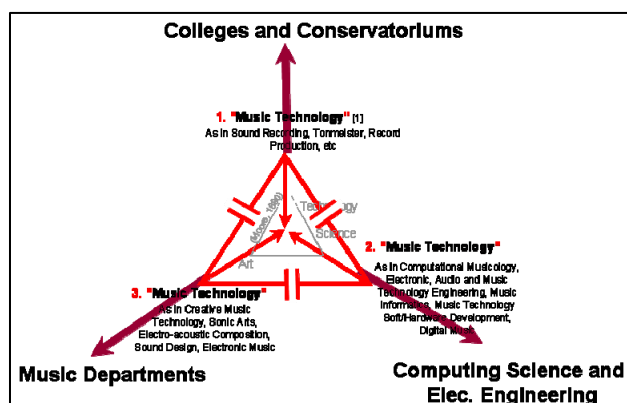 Colleges and Conservatoriums
1. "Music Technology" [1]
As in Sound Recording, Tonmeister, Record
Production, etc
(Moore, 1990)
Technology
Science
Art
2. "Music Technology"
As in Computational Musicology,
Electronic, Audio and Music
Technology Engineering, Music
Informatics, Music Technology
Soft/Hardware Development,
Digital Music
3. "Music Technology"
As in Creative Music
Technology, Sonic Arts,
Electro-acoustic Composition,
Sound Design, Electronic Music
Music Departments
Computing Science and
Elec. Engineering